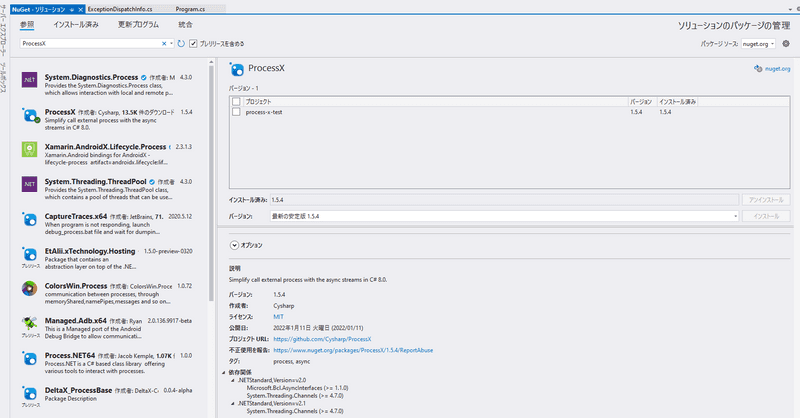 NuGet - ソリューション
ExceptionDispatchInfo.cs
Program.cs
サーバー エクスプローラー
ツールボックス
参照
インストール済み
更新プログラム
統合
ソリューションのパッケージの管理
ProcessX
プレリリースを含める
パッケージ ソース: nuget.org
System.Diagnostics.Process 作成者: M 4.3.0
Provides the System.Diagnostics.Process class,
which allows interaction with local and remote p...
ProcessX 作成者: Cysharp, 13.5K 件のダウンロード 1.5.4
Simplify call external process with the async
streams in C# 8.0.
Xamarin.AndroidX.Lifecycle.Process 2.3.1.3
Xamarin.Android bindings for AndroidX -
lifecycle-process artifact=androidx.lifecycle:lif...
System.Threading.ThreadPool 4.3.0
Provides the System.Threading.ThreadPool class,
which contains a pool of threads that can be use...
CaptureTraces.x64 作成者: JetBrains, 71. 2020.5.12
When program is not responding, launch
debug_process.bat file and wait for dumpin...
EtAlii.xTechnology.Hosting 1.5.0-preview-0320
Package that contains an
abstraction layer on top of the .NE...
プレリリース
ColorsWin.Process 作成者: ColorsWin.Proce 1.0.72
communication between processes, through
memoryShared,namePipes,messages and so on...
Managed.Adb.x64 作成者: Ryan 2.0.136.9917-beta
This is a Managed port of the Android
Debug Bridge to allow communicati...
プレリリース
Process.NET64 作成者: Jacob Kemple, 1.07K 1.0.0
Process.NET is a C# based class library offering
various tools to interact with processes.
DeltaX_ProcessBase 作成者: DeltaX-C 0.0.4-alpha
Package Description
プレリリース
ProcessX
nuget.org
バージョン - 1
プロジェクト バージョン インストール済み
process-x-test 1.5.4 1.5.4
インストール済み: 1.5.4 アンインストール
バージョン: 最新の安定版 1.5.4 インストール
オプション
説明
Simplify call external process with the async streams in C# 8.0.
バージョン: 1.5.4
作成者: Cysharp
ライセンス: MIT
公開日: 2022年1月11日 火曜日 (2022/01/11)
プロジェクト URL: https://github.com/Cysharp/ProcessX
不正使用を報告: https://www.nuget.org/packages/ProcessX/1.5.4/ReportAbuse
タグ: process, async
依存関係
.NETStandard,Version=v2.0
Microsoft.Bcl.AsyncInterfaces (>= 1.1.0)
System.Threading.Channels (>= 4.7.0)
.NETStandard,Version=v2.1
System.Threading.Channels (>= 4.7.0)